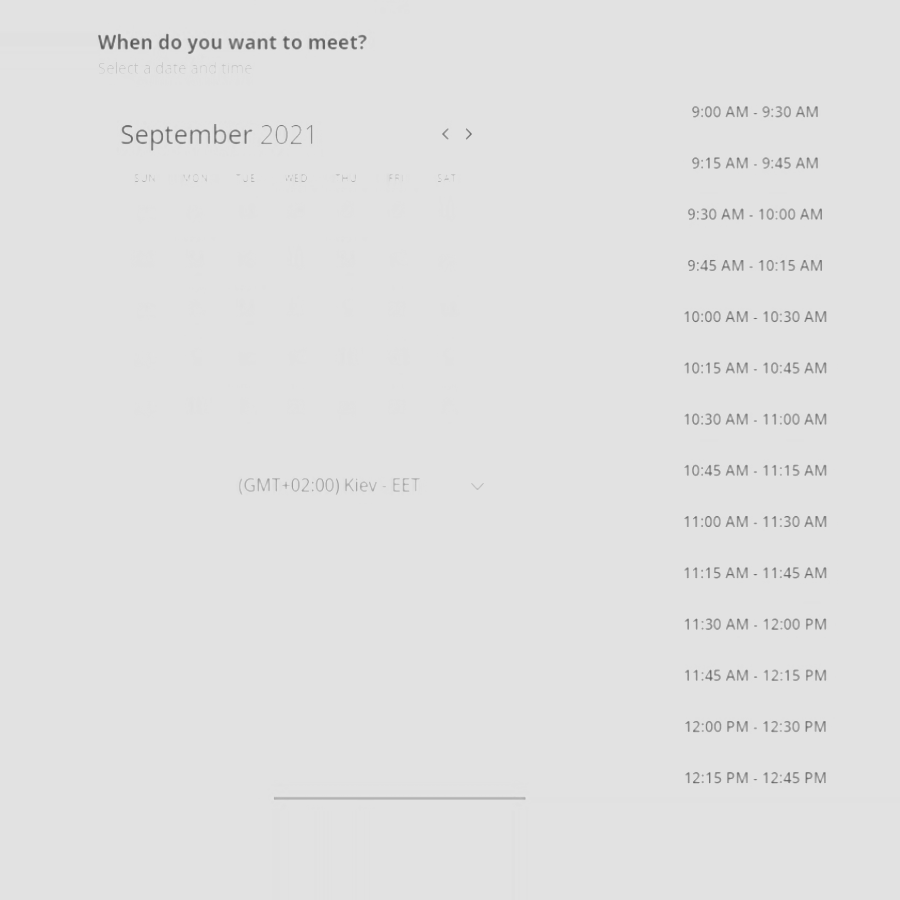 When do you want to meet?
Select a date and time
September 2021
SUN MON TUE WED THU FRI SAT
(GMT+02:00) Kiev - EET
9:00 AM - 9:30 AM
9:15 AM - 9:45 AM
9:30 AM - 10:00 AM
9:45 AM - 10:15 AM
10:00 AM - 10:30 AM
10:15 AM - 10:45 AM
10:30 AM - 11:00 AM
10:45 AM - 11:15 AM
11:00 AM - 11:30 AM
11:15 AM - 11:45 AM
11:30 AM - 12:00 PM
11:45 AM - 12:15 PM
12:00 PM - 12:30 PM
12:15 PM - 12:45 PM